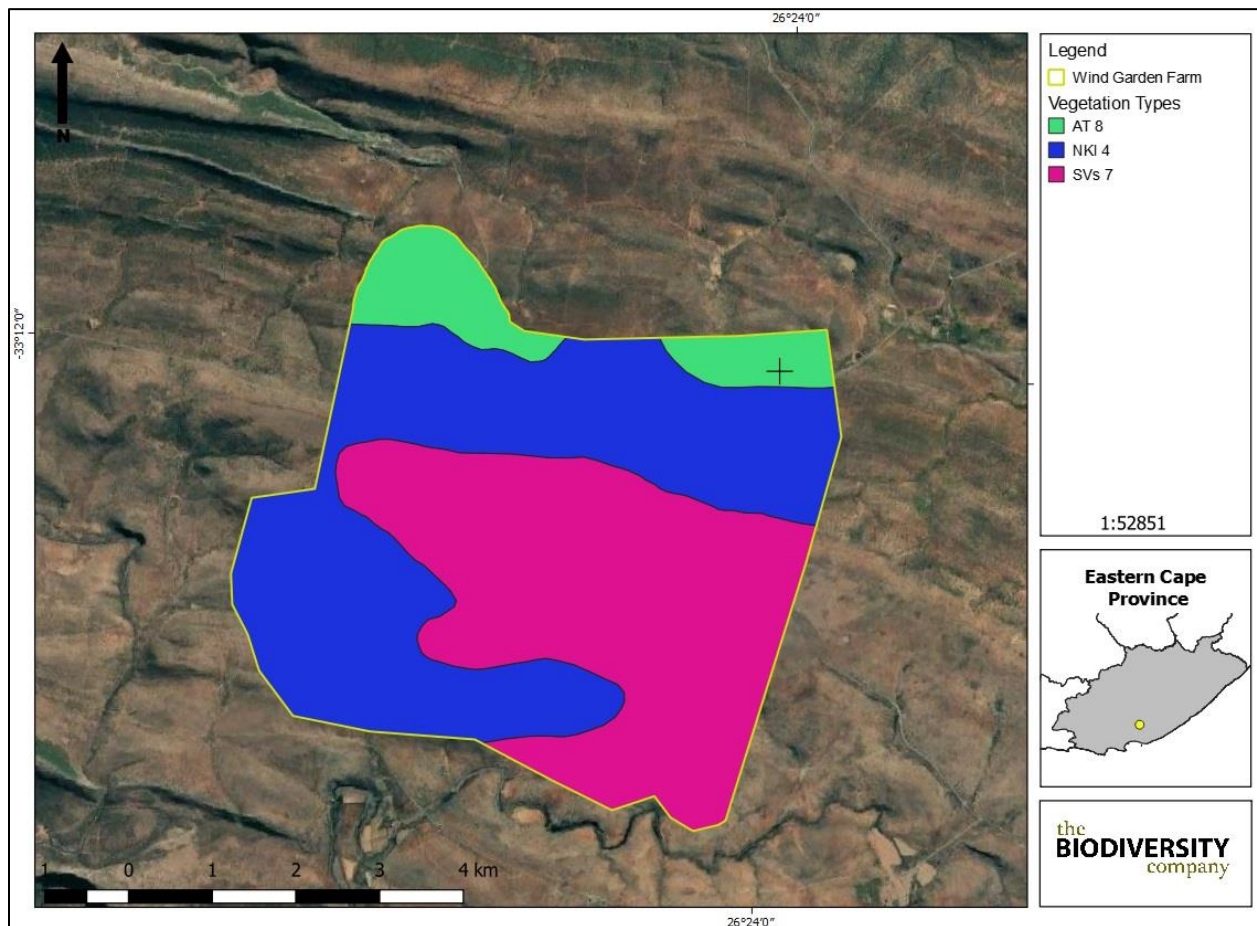 26°24'0"
-33°12'0"
N
Legend
Wind Garden Farm
Vegetation Types
AT 8
NKl 4
SVs 7
1:52851
Eastern Cape
Province
the
BIODIVERSITY
company
1 0 1 2 3 4 km
26°24'0"